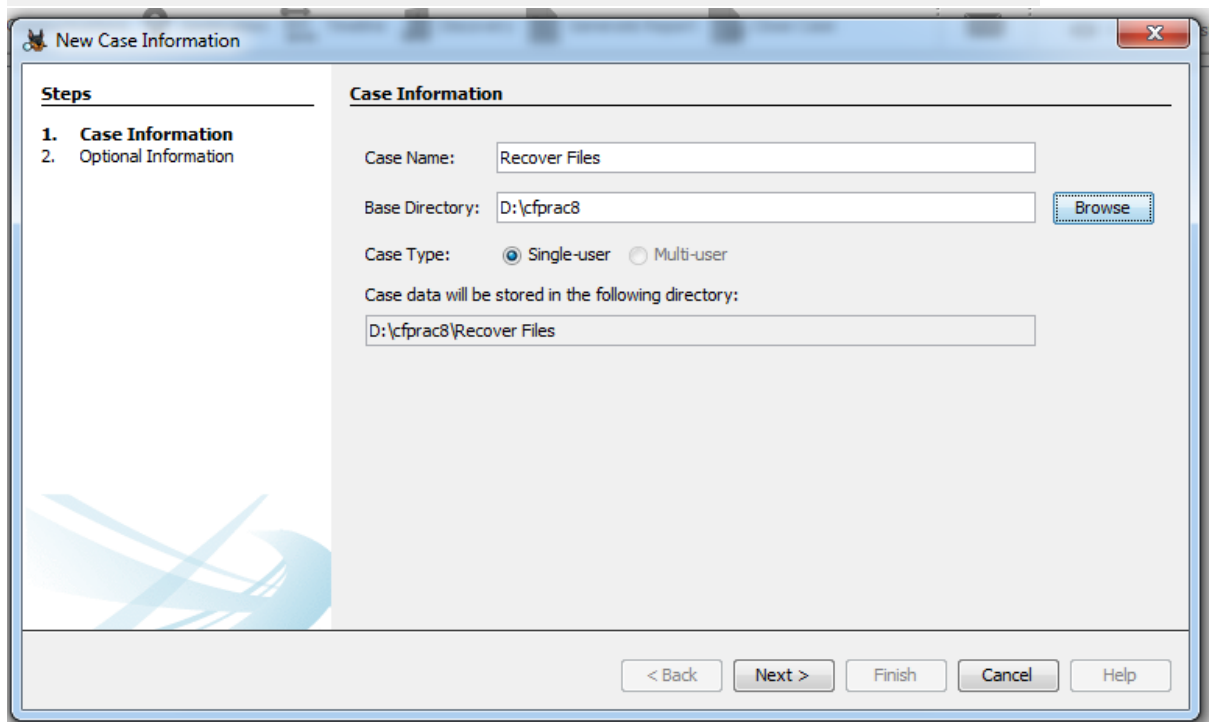 New Case Information
Steps
1. Case Information
2. Optional Information
Case Information
Case Name: Recover Files
Base Directory: D:\cfprac8 Browse
Case Type: Single-user Multi-user
Case data will be stored in the following directory:
D:\cfprac8\Recover Files
< Back Next > Finish Cancel Help